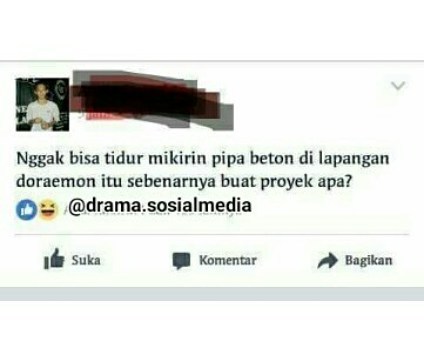 Nggak bisa tidur mikirin pipa beton di lapangan
doraemon itu sebenarnya buat proyek apa?
@drama.sosialmedia
Suka Komentar Bagikan